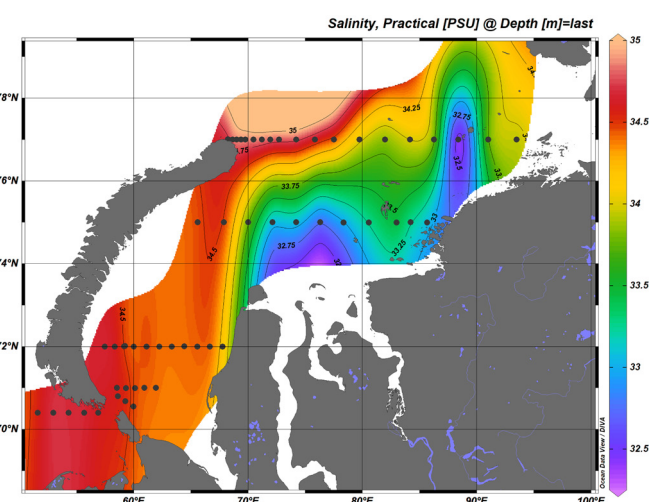 Salinity, Practical [PSU] @ Depth [m]=last
35
78°N
34.25
32.75
35
34.5
.75
76°N
33.75
32.5
34
32.75
33
33.25
74°N
34.5
33.5
34.5
72°N
33
70°N
32.5
Ocean Data View / DIVA
60°E
70°E
80°E
90°E
100°E